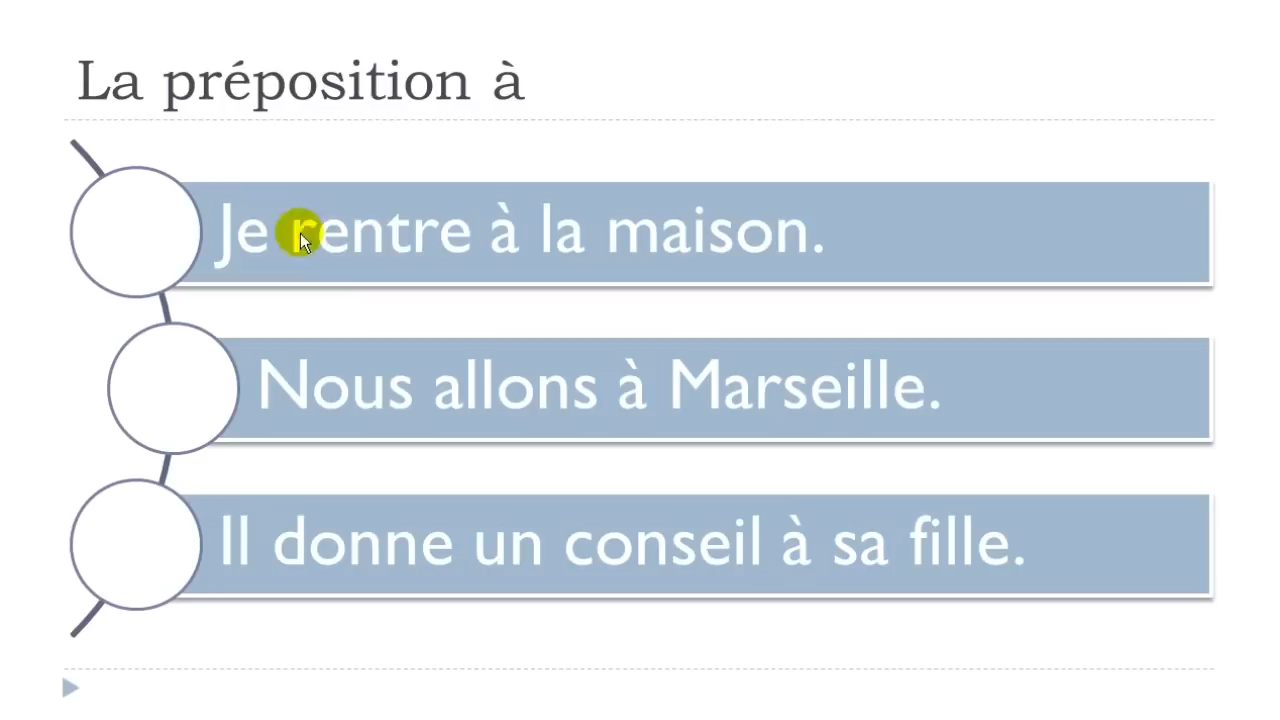 La préposition à
Je rentre à la maison.
Nous allons à Marseille.
Il donne un conseil à sa fille.